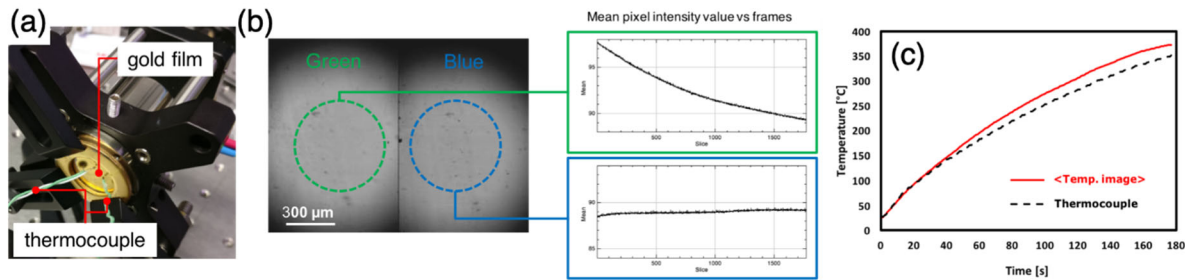 (a)
gold film
thermocouple
(b)
Green
Blue
300 µm
Mean pixel intensity value vs frames
Mean
95
90
500
1000
1500
Slice
Mean
90
85
500
1000
1500
Slice
(c)
Temperature [°C]
400
350
300
250
200
150
100
50
0
<Temp. image>
Thermocouple
0
20
40
60
80
100
120
140
160
180
Time [s]